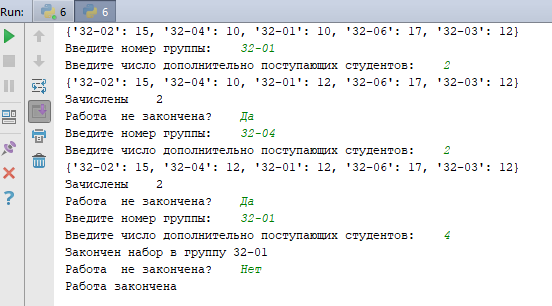 Run: 6 6
{'32-02': 15, '32-04': 10, '32-01': 10, '32-06': 17, '32-03': 12}
Введите номер группы: 32-01
Введите число дополнительно поступающих студентов: 2
{'32-02': 15, '32-04': 10, '32-01': 12, '32-06': 17, '32-03': 12}
Зачислены 2
Работа не закончена? Да
Введите номер группы: 32-04
Введите число дополнительно поступающих студентов: 2
{'32-02': 15, '32-04': 12, '32-01': 12, '32-06': 17, '32-03': 12}
Зачислены 2
Работа не закончена? Да
Введите номер группы: 32-01
Введите число дополнительно поступающих студентов: 4
Закончен набор в группу 32-01
Работа не закончена? Нет
Работа закончена